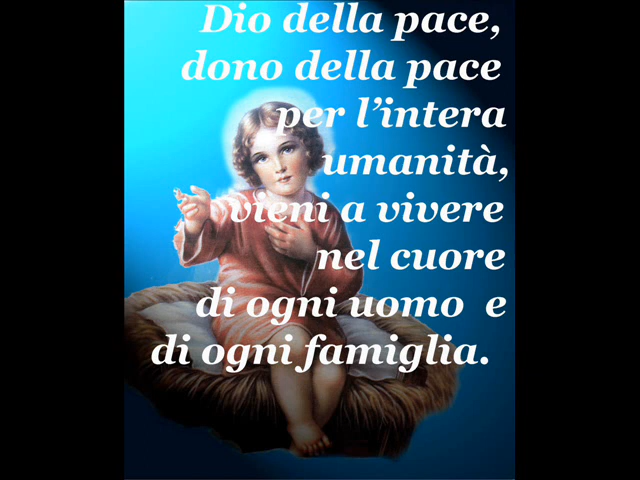 Dio della pace,
dono della pace
per l'intera
umanità,
vieni a vivere
nel cuore
di ogni uomo e
di ogni famiglia.